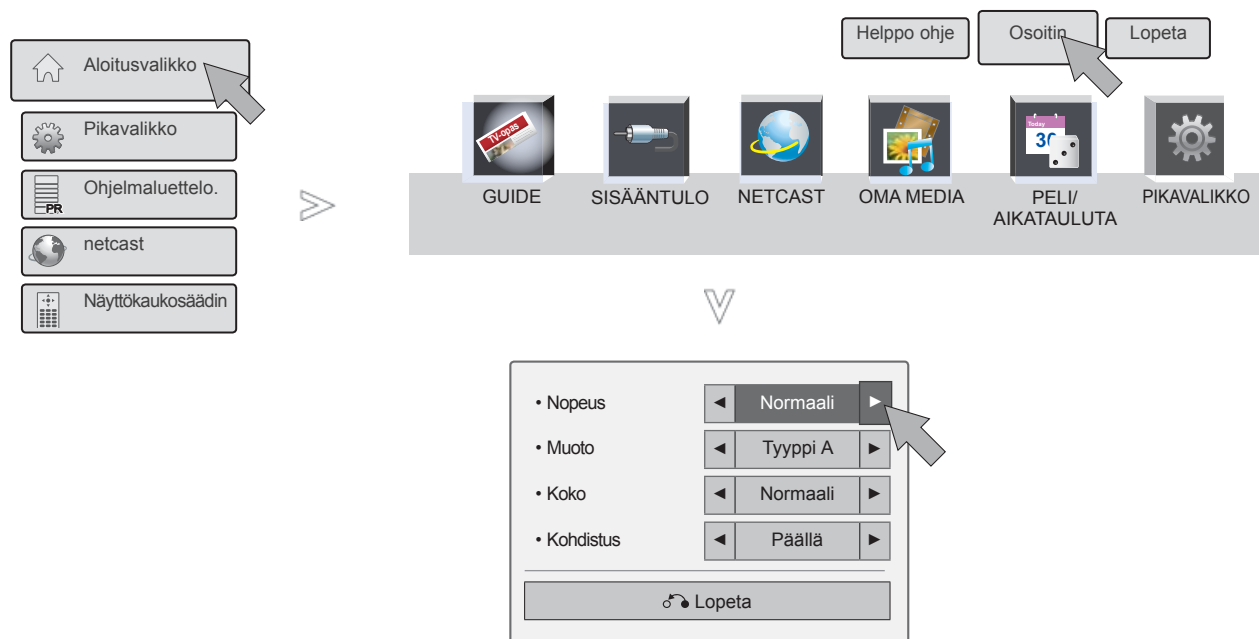 Helppo ohje
Osoitin
Lopeta
Aloitusvalikko
Pikavalikko
Ohjelmaluettelo.
PR
netcast
Näyttökaukosäädin
TV-opas
Today
30
GUIDE
SISÄÄNTULO
NETCAST
OMA MEDIA
PELI/
AIKATAULUTA
PIKAVALIKKO
• Nopeus ◄ Normaali ►
• Muoto ◄ Tyyppi A ►
• Koko ◄ Normaali ►
• Kohdistus ◄ Päällä ►
Lopeta